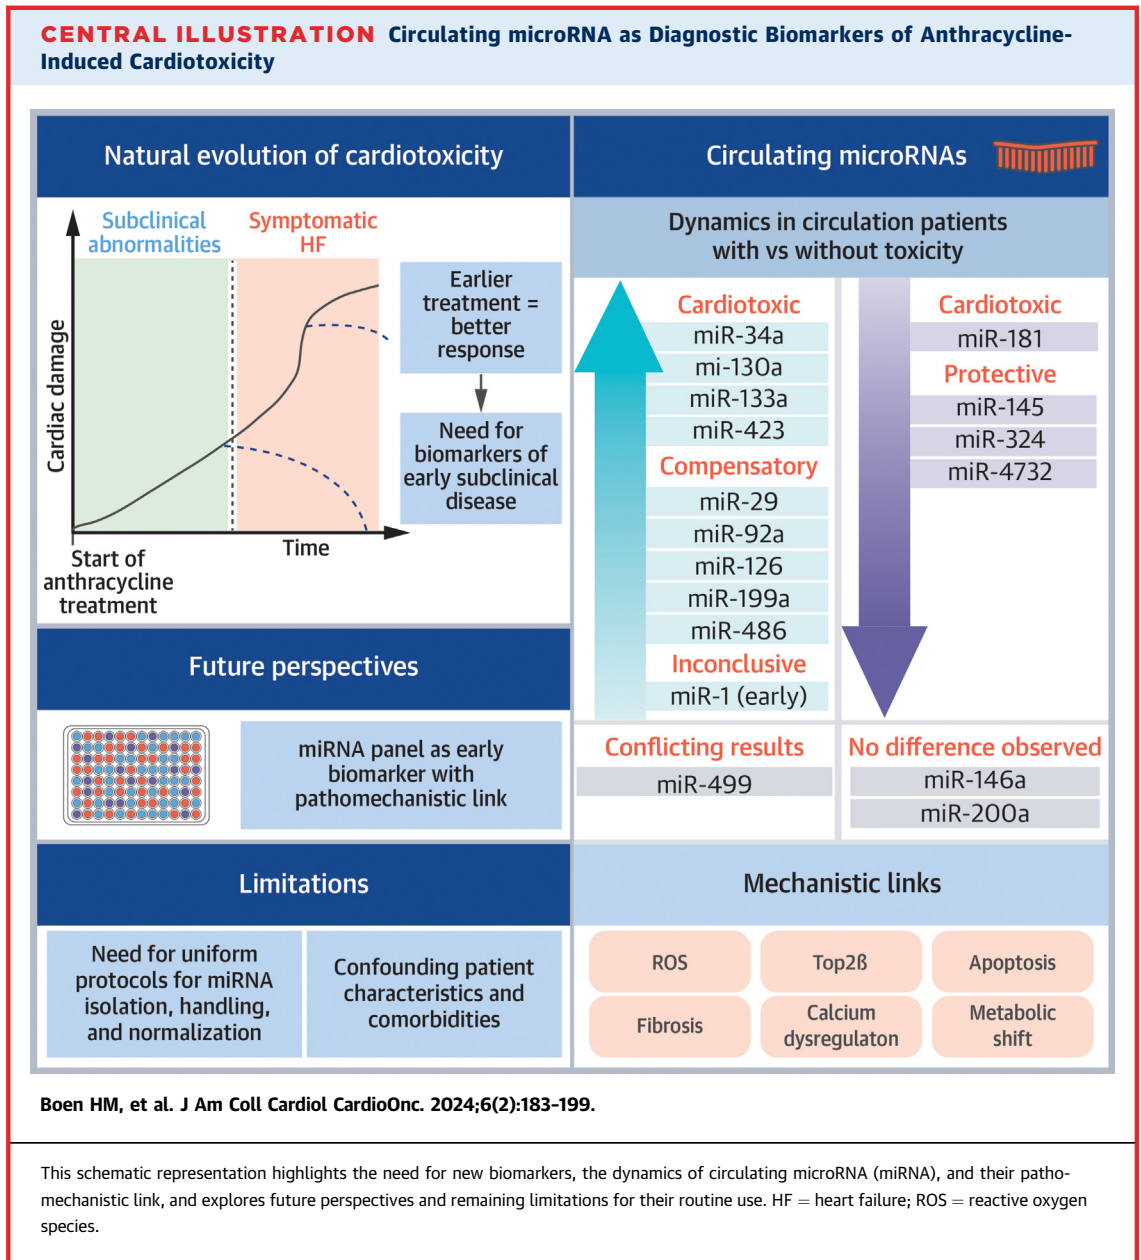 CENTRAL ILLUSTRATION Circulating microRNA as Diagnostic Biomarkers of Anthracycline-
Induced Cardiotoxicity
Natural evolution of cardiotoxicity
Subclinical
abnormalities
Symptomatic
HF
Cardiac damage
Time
Start of
anthracycline
treatment
Earlier
treatment =
better
response
Need for
biomarkers of
early subclinical
disease
Future perspectives
miRNA panel as early
biomarker with
pathomechanistic link
Limitations
Need for uniform
protocols for miRNA
isolation, handling,
and normalization
Confounding patient
characteristics and
comorbidities
Circulating microRNAs
Dynamics in circulation patients
with vs without toxicity
Cardiotoxic
miR-34a
mi-130a
miR-133a
miR-423
Compensatory
miR-29
miR-92a
miR-126
miR-199a
miR-486
Inconclusive
miR-1 (early)
Cardiotoxic
miR-181
Protective
miR-145
miR-324
miR-4732
Conflicting results
miR-499
No difference observed
miR-146a
miR-200a
Mechanistic links
ROS
Top2ß
Apoptosis
Fibrosis
Calcium
dysregulaton
Metabolic
shift
Boen HM, et al. J Am Coll Cardiol CardioOnc. 2024;6(2):183–199.
This schematic representation highlights the need for new biomarkers, the dynamics of circulating microRNA (miRNA), and their patho-
mechanistic link, and explores future perspectives and remaining limitations for their routine use. HF = heart failure; ROS = reactive oxygen
species.